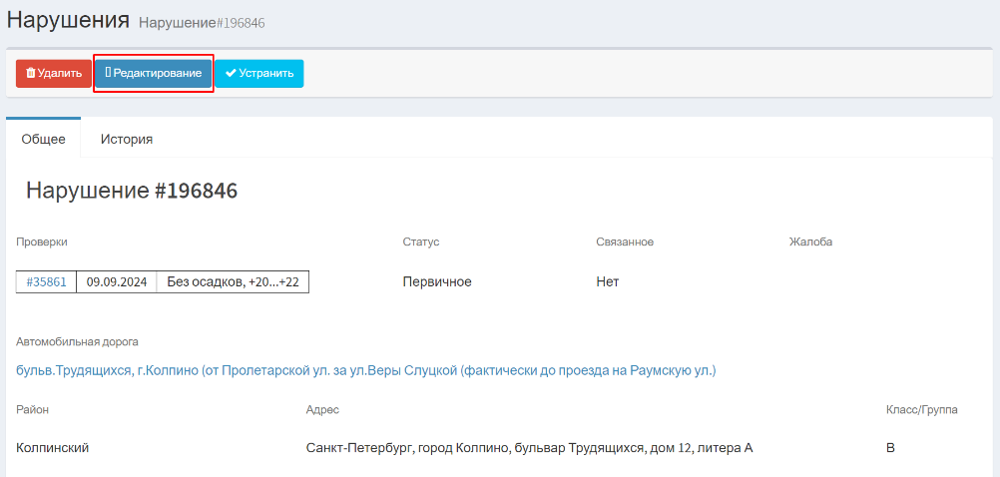 Нарушения Нарушение#196846
Удалить Редактирование Устранить
Общее История
Нарушение #196846
Проверки Статус Связанное Жалоба
#35861 09.09.2024 Без осадков, +20...+22 Первичное Нет
Автомобильная дорога
бульв.Трудящихся, г.Колпино (от Пролетарской ул. за ул.Веры Слуцкой (фактически до проезда на Раумскую ул.)
Район Адрес Класс/Группа
Колпинский Санкт-Петербург, город Колпино, бульвар Трудящихся, дом 12, литера А В